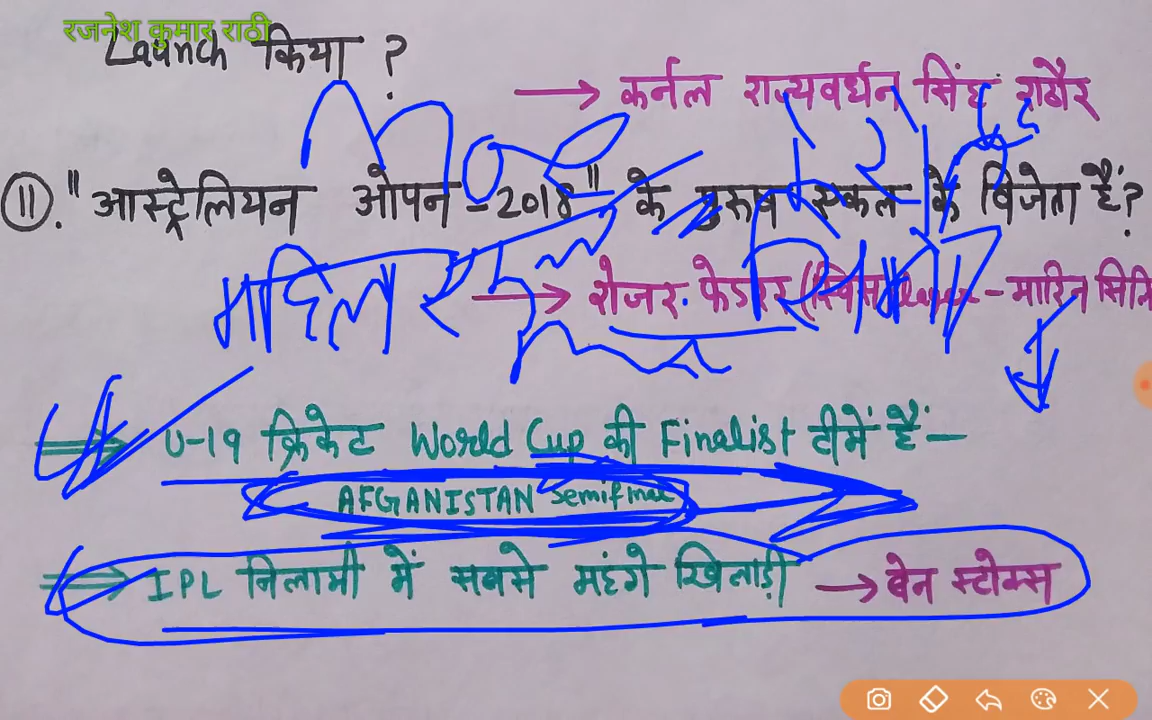 रजनेश कुमार राठी
Launch किया ?
→ कर्नल राज्यवर्धन सिंह राठौर
11. "आस्ट्रेलियन ओपन -2018" के पुरुष एकल के विजेता हैं?
महिला
→ रोजर फेडरर (स्विस - मारिन सिलि
⇒ U-19 क्रिकेट World Cup की Finalist टीमें हैं—
AFGANISTAN Semifinal
⇒ IPL निलामी में सबसे महंगे खिलाड़ी → बेन स्टोक्स